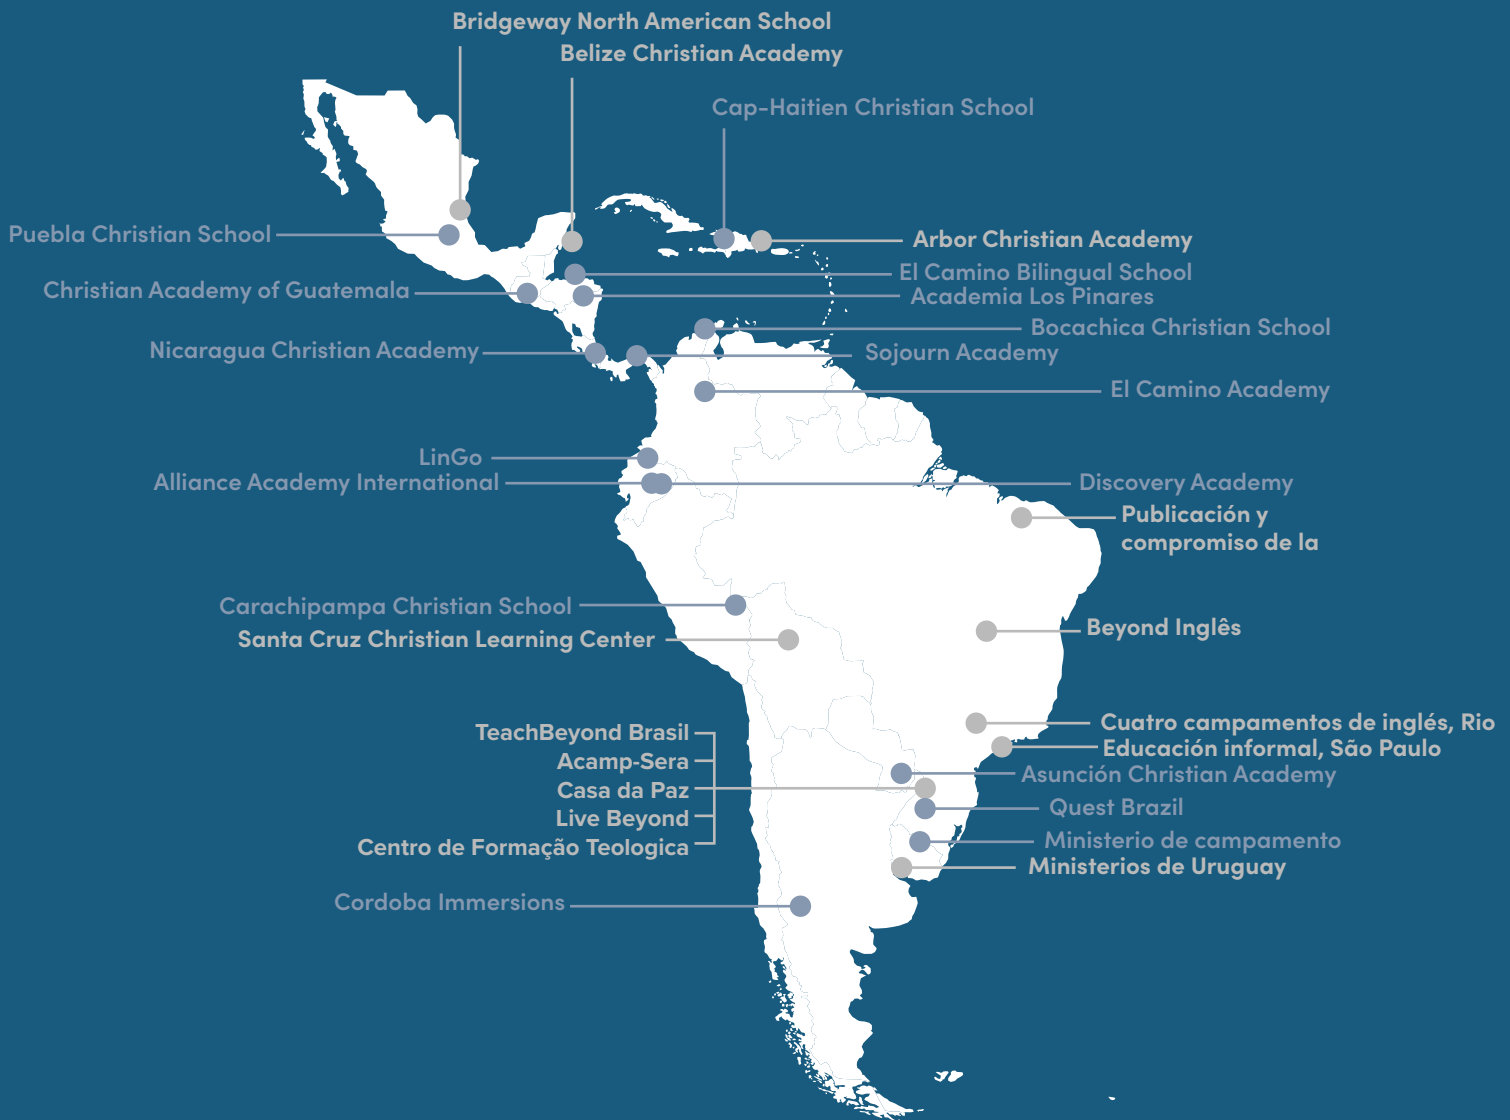 Bridgeway North American School
Belize Christian Academy
Cap-Haitien Christian School
Puebla Christian School
Arbor Christian Academy
El Camino Bilingual School
Christian Academy of Guatemala
Academia Los Pinares
Bocachica Christian School
Nicaragua Christian Academy
Sojourn Academy
El Camino Academy
LinGo
Alliance Academy International
Discovery Academy
Publicación y
compromiso de la
Carachipampa Christian School
Beyond Inglês
Santa Cruz Christian Learning Center
Cuatro campamentos de inglés, Rio
TeachBeyond Brasil
Educación informal, São Paulo
Acamp-Sera
Asunción Christian Academy
Casa da Paz
Quest Brazil
Live Beyond
Ministerio de campamento
Centro de Formação Teologica
Ministerios de Uruguay
Cordoba Immersions